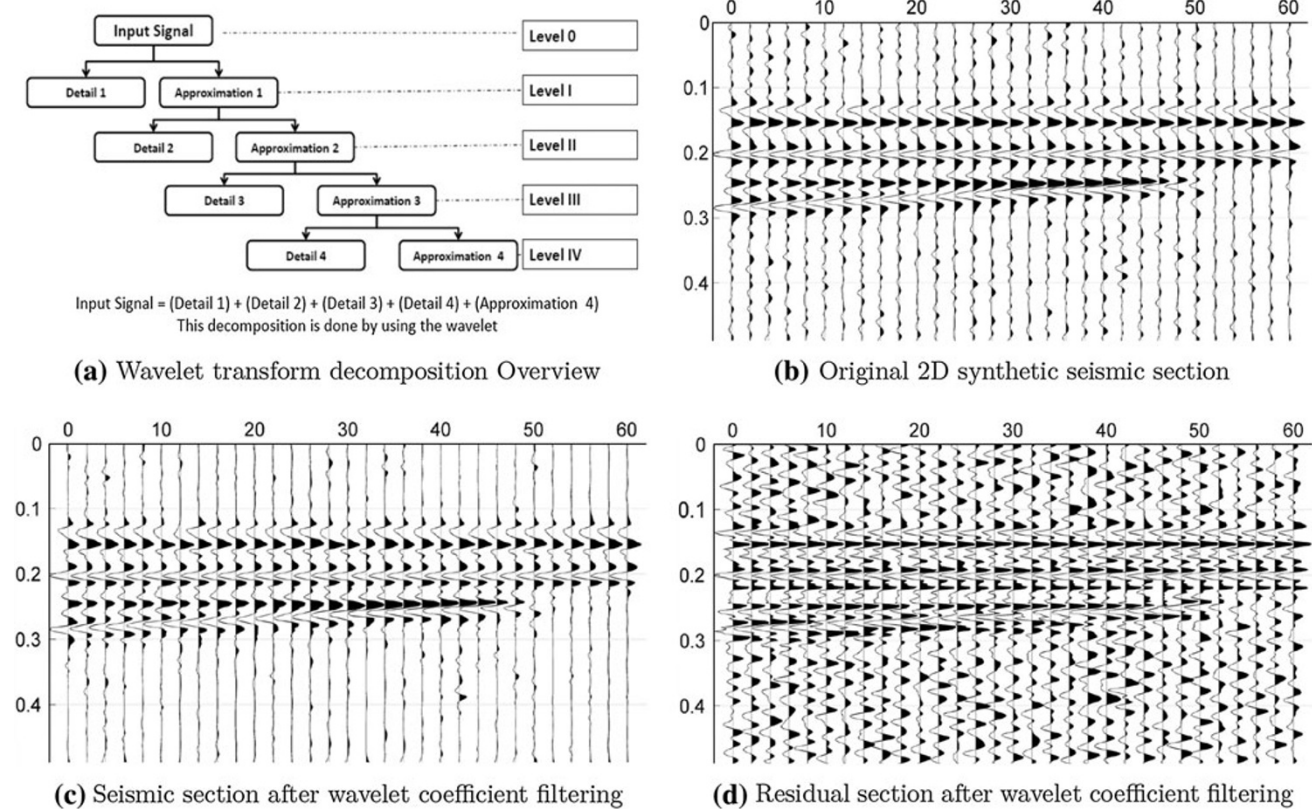 Input Signal
Level 0
Detail 1
Approximation 1
Level I
Detail 2
Approximation 2
Level II
Detail 3
Approximation 3
Level III
Detail 4
Approximation 4
Level IV
Input Signal = (Detail 1) + (Detail 2) + (Detail 3) + (Detail 4) + (Approximation 4)
This decomposition is done by using the wavelet
(a) Wavelet transform decomposition Overview
0 10 20 30 40 50 60
0
0.1
0.2
0.3
0.4
(b) Original 2D synthetic seismic section
0 10 20 30 40 50 60
0
0.1
0.2
0.3
0.4
(c) Seismic section after wavelet coefficient filtering
0 10 20 30 40 50 60
0
0.1
0.2
0.3
0.4
(d) Residual section after wavelet coefficient filtering